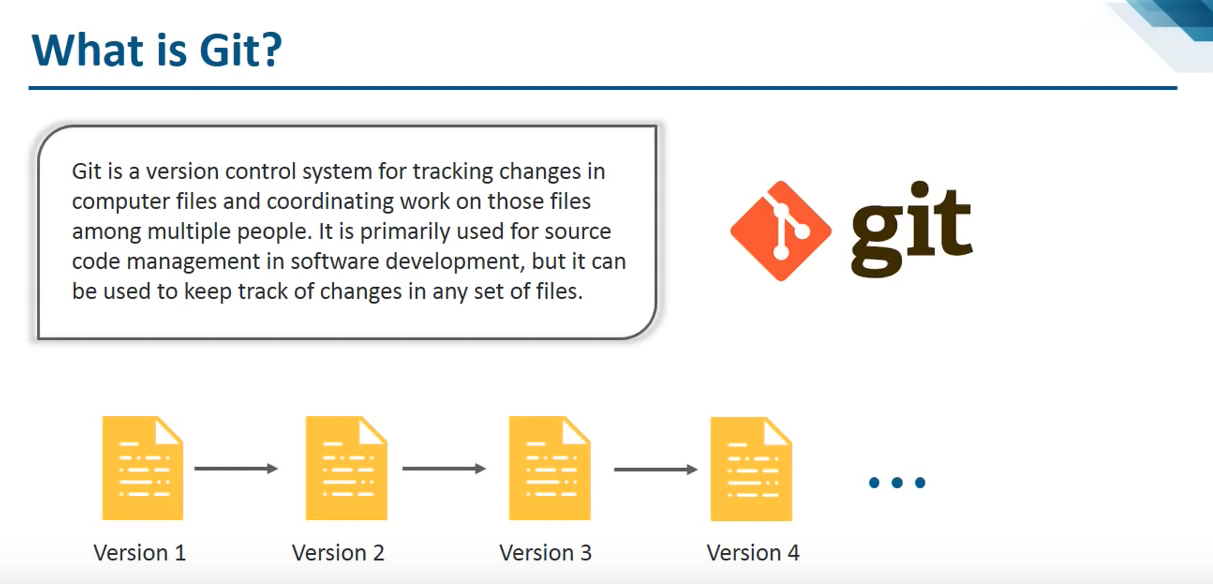 What is Git?
Git is a version control system for tracking changes in
computer files and coordinating work on those files
among multiple people. It is primarily used for source
code management in software development, but it can
be used to keep track of changes in any set of files.
git
Version 1
Version 2
Version 3
Version 4